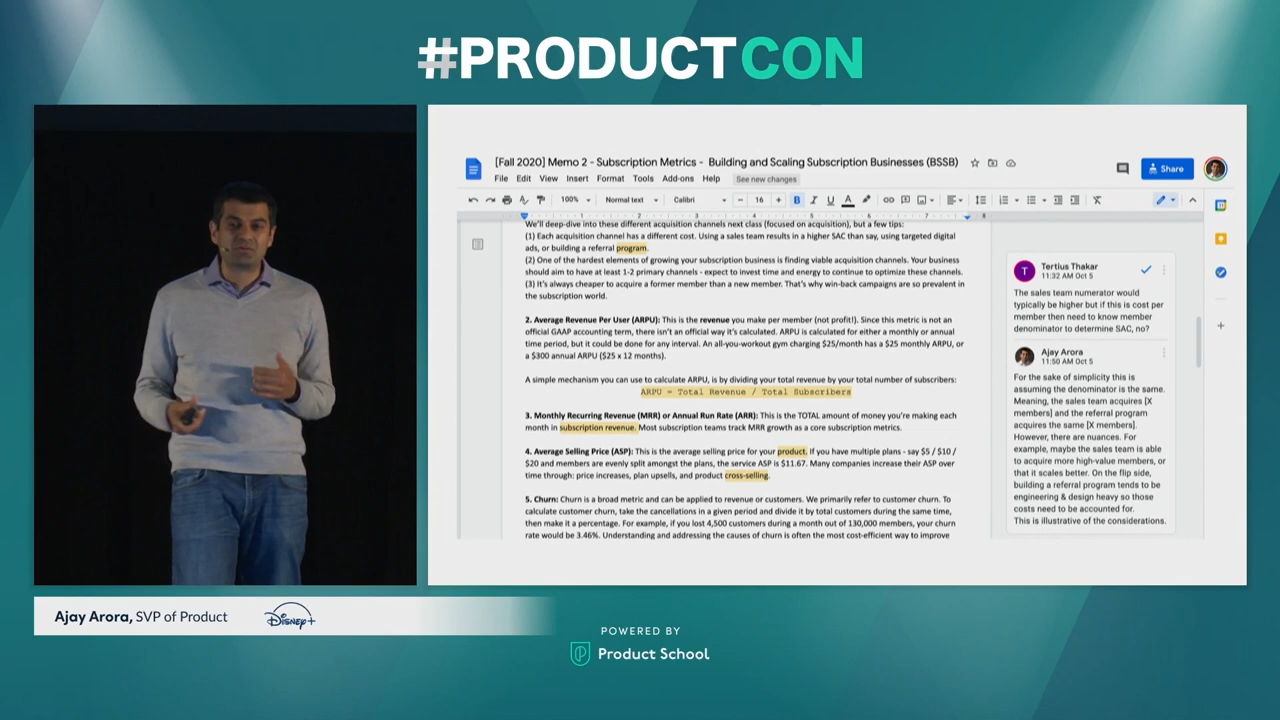 #PRODUCTCON
[Fall 2020] Memo 2 - Subscription Metrics - Building and Scaling Subscription Businesses (BSSB)
File Edit View Insert Format Tools Add-ons Help See new changes
Share
100% Normal text Calibri - 16 + B I U A
1 2 3 4 5 6 7 8
We'll deep-dive into these different acquisition channels next class (focused on acquisition), but a few tips:
(1) Each acquisition channel has a different cost. Using a sales team results in a higher SAC than say, using targeted digital
ads, or building a referral program.
(2) One of the hardest elements of growing your subscription business is finding viable acquisition channels. Your business
should aim to have at least 1-2 primary channels - expect to invest time and energy to continue to optimize these channels.
(3) It's always cheaper to acquire a former member than a new member. That's why win-back campaigns are so prevalent in
the subscription world.
2. Average Revenue Per User (ARPU): This is the revenue you make per member (not profit!). Since this metric is not an
official GAAP accounting term, there isn't an official way it's calculated. ARPU is calculated for either a monthly or annual
time period, but it could be done for any interval. An all-you-workout gym charging $25/month has a $25 monthly ARPU, or
a $300 annual ARPU ($25 x 12 months).
A simple mechanism you can use to calculate ARPU, is by dividing your total revenue by your total number of subscribers:
ARPU = Total Revenue / Total Subscribers
3. Monthly Recurring Revenue (MRR) or Annual Run Rate (ARR): This is the TOTAL amount of money you're making each
month in subscription revenue. Most subscription teams track MRR growth as a core subscription metrics.
4. Average Selling Price (ASP): This is the average selling price for your product. If you have multiple plans - say $5 / $10 /
$20 and members are evenly split amongst the plans, the service ASP is $11.67. Many companies increase their ASP over
time through: price increases, plan upsells, and product cross-selling.
5. Churn: Churn is a broad metric and can be applied to revenue or customers. We primarily refer to customer churn. To
calculate customer churn, take the cancellations in a given period and divide it by total customers during the same time,
then make it a percentage. For example, if you lost 4,500 customers during a month out of 130,000 members, your churn
rate would be 3.46%. Understanding and addressing the causes of churn is often the most cost-efficient way to improve
T
Tertius Thakar
11:32 AM Oct 5
The sales team numerator would
typically be higher but if this is cost per
member then need to know member
denominator to determine SAC, no?
Ajay Arora
11:50 AM Oct 5
For the sake of simplicity this is
assuming the denominator is the same.
Meaning, the sales team acquires [X
members] and the referral program
acquires the same [X members].
However, there are nuances. For
example, maybe the sales team is able
to acquire more high-value members, or
that it scales better. On the flip side,
building a referral program tends to be
engineering & design heavy so those
costs need to be accounted for.
This is illustrative of the considerations.
Ajay Arora, SVP of Product
Disney+
POWERED BY
Product School